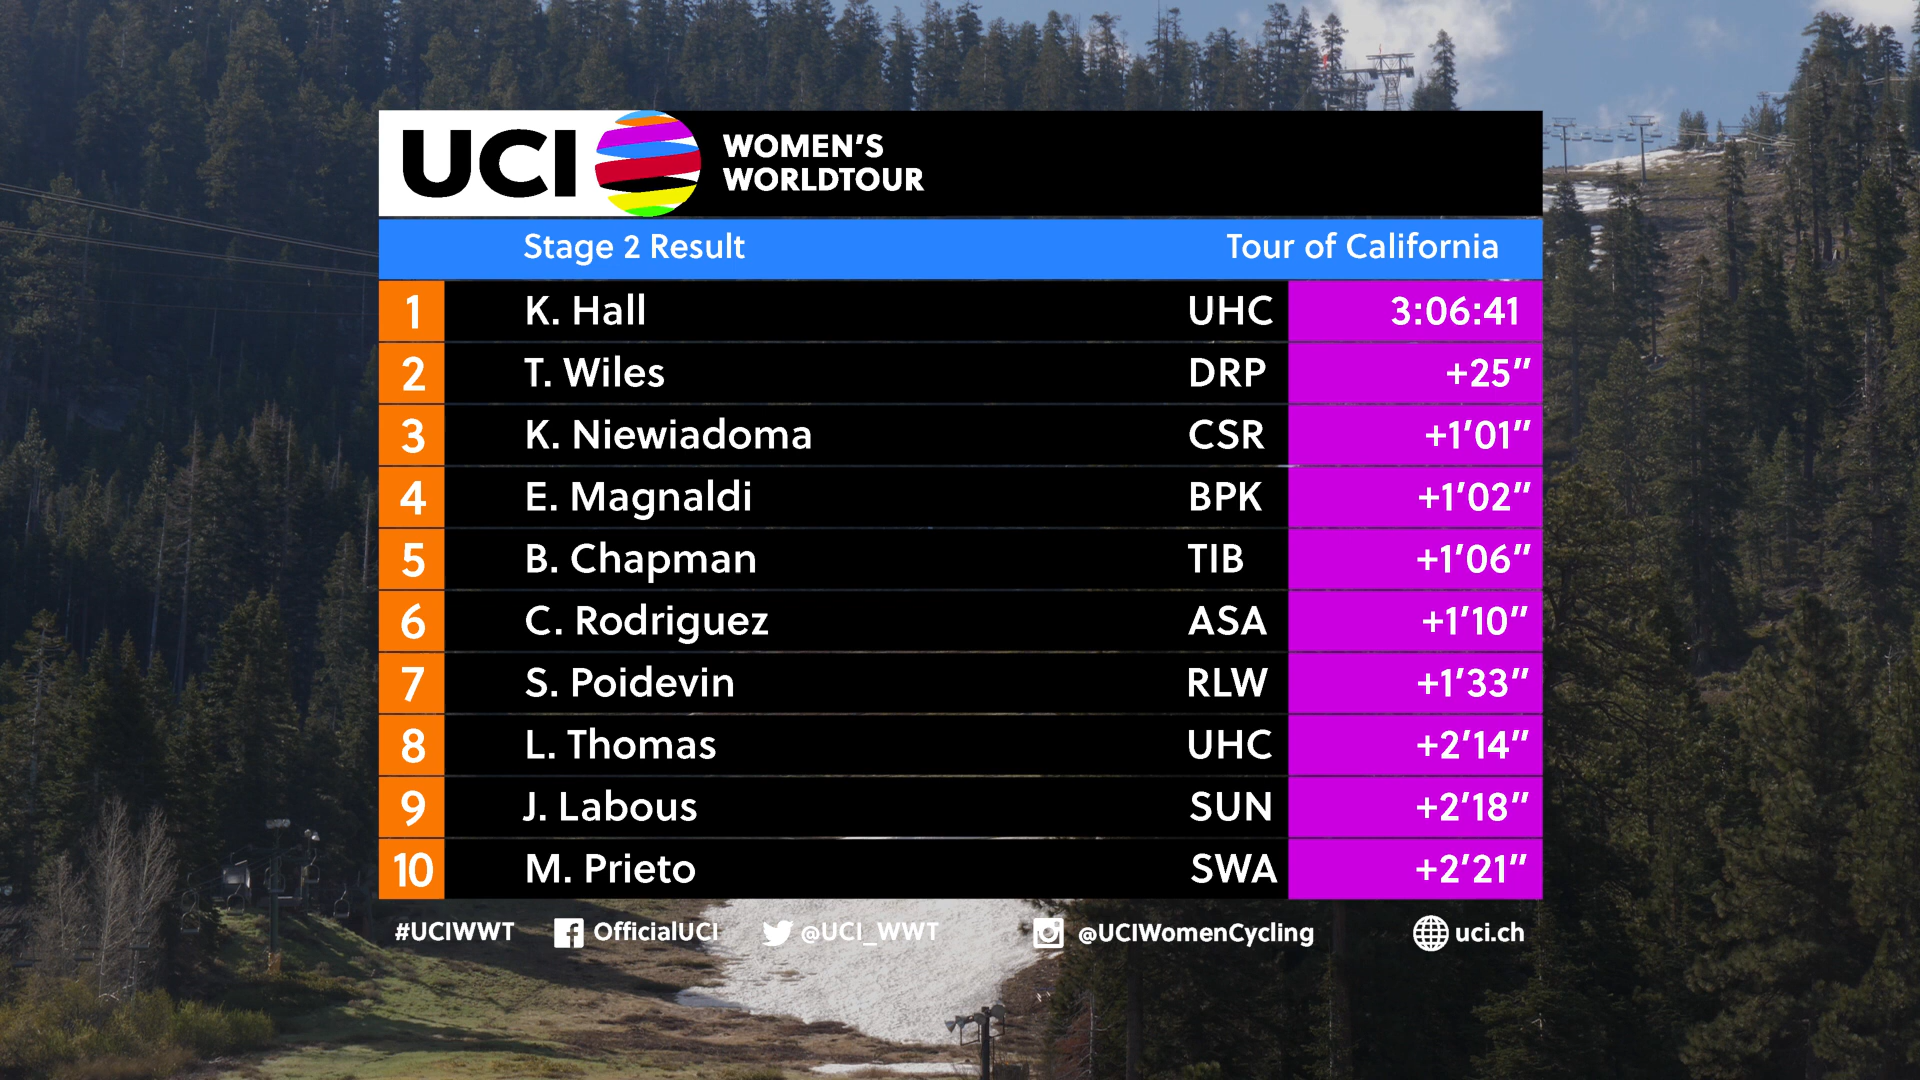 UCI WOMEN'S
WORLDTOUR
Stage 2 Result Tour of California
1 K. Hall UHC 3:06:41
2 T. Wiles DRP +25”
3 K. Niewiadoma CSR +1’01”
4 E. Magnaldi BPK +1’02”
5 B. Chapman TIB +1’06”
6 C. Rodriguez ASA +1’10”
7 S. Poidevin RLW +1’33”
8 L. Thomas UHC +2’14”
9 J. Labous SUN +2’18”
10 M. Prieto SWA +2’21”
#UCIWWT OfficialUCI @UCI_WWT @UCIWomenCycling uci.ch